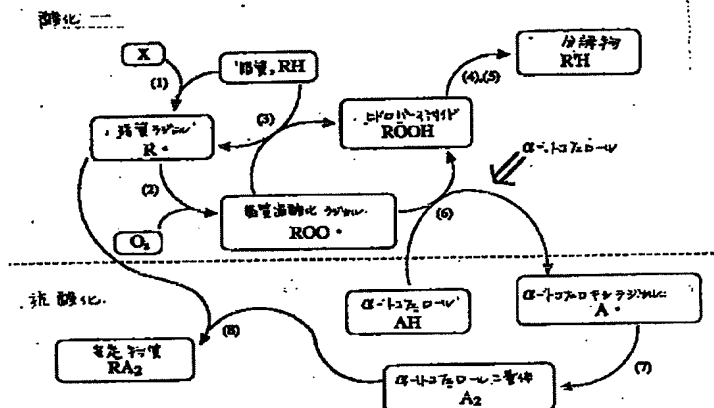 酸化
X
(1)
脂質, RH
(4),(5)
分解物
R'H
(3)
脂質ラジカル
R・
ヒドロパーオキサイド
ROOH
α-トコフェロール
(2)
脂質過酸化ラジカル
ROO・
(6)
O₂
抗酸化
α-トコフェロール
AH
α-トコフェロキシラジカル
A・
(8)
安定物質
RA₂
(7)
α-トコフェロール二量体
A₂